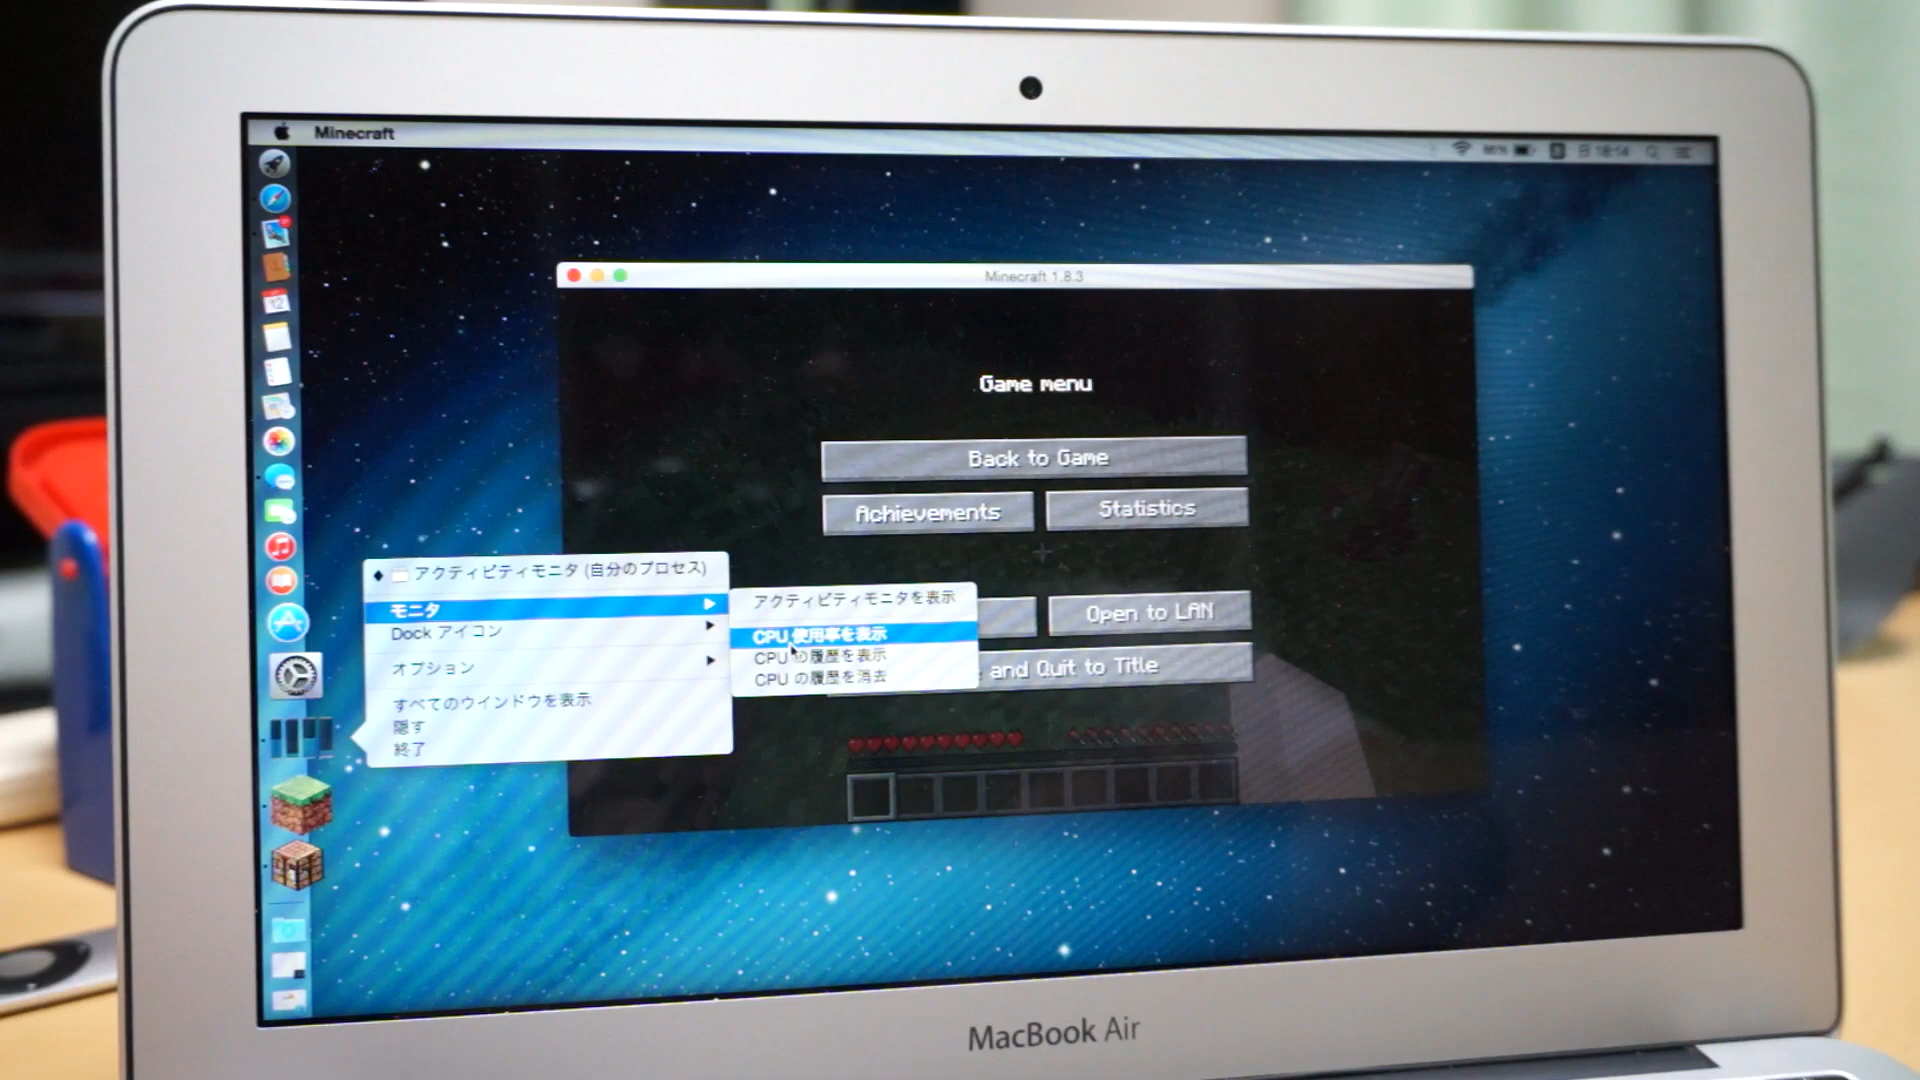 Minecraft
86%
日 18:14
Minecraft 1.8.3
12
Game menu
Back to Game
Achievements
Statistics
Open to LAN
and Quit to Title
アクティビティモニタ (自分のプロセス)
モニタ
Dock アイコン
オプション
すべてのウインドウを表示
隠す
終了
アクティビティモニタを表示
CPU 使用率を表示
CPU の履歴を表示
CPU の履歴を消去
MacBook Air